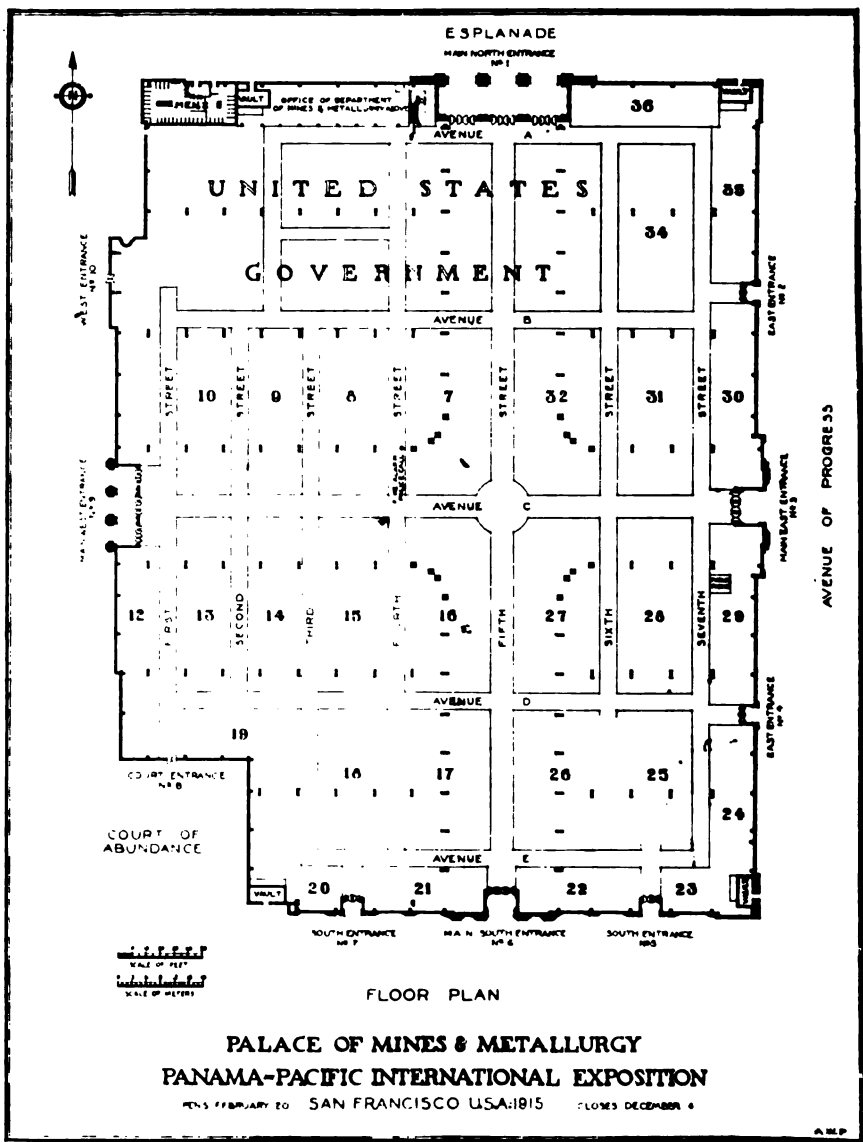 ESPLANADE
MAIN NORTH ENTRANCE
Nº 1
N
MENS
VAULT
OFFICE OF DEPARTMENT
OF MINES & METALLURGY ABOVE
36
VAULT
AVENUE A
UNITED STATES
35
34
WEST ENTRANCE
Nº 10
GOVERNMENT
EAST ENTRANCE
Nº 2
AVENUE B
STREET
10
STREET
9
STREET
8
STREET
7
STREET
32
STREET
31
STREET
30
AVENUE OF PROGRESS
MAIN WEST ENTRANCE
Nº 9
AVENUE C
MAIN EAST ENTRANCE
Nº 3
12
FIRST
13
SECOND
14
THIRD
15
FOURTH
16
FIFTH
27
SIXTH
28
SEVENTH
29
AVENUE D
EAST ENTRANCE
Nº 4
19
18
17
26
25
24
COURT ENTRANCE
Nº 8
COURT OF
ABUNDANCE
AVENUE E
VAULT
20
21
22
23
VAULT
SOUTH ENTRANCE
Nº 7
MAIN SOUTH ENTRANCE
Nº 6
SOUTH ENTRANCE
Nº 5
SCALE OF FEET
SCALE OF METERS
FLOOR PLAN
PALACE OF MINES & METALLURGY
PANAMA-PACIFIC INTERNATIONAL EXPOSITION
PENS FEBRUARY 20 SAN FRANCISCO U.S.A. 1915 CLOSES DECEMBER 4